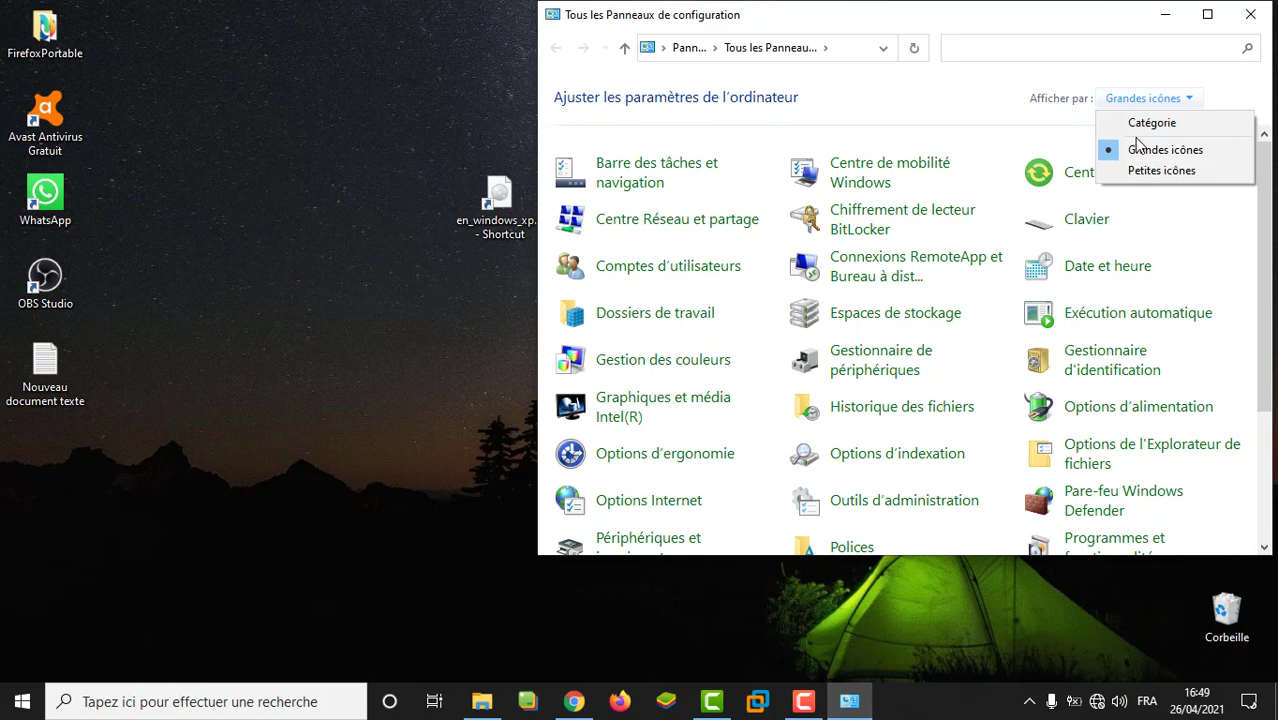 FirefoxPortable
Avast Antivirus
Gratuit
WhatsApp
OBS Studio
Nouveau
document texte
en_windows_xp...
- Shortcut
Tous les Panneaux de configuration
Pann...
Tous les Panneau...
Ajuster les paramètres de l'ordinateur
Afficher par :
Grandes icônes
Catégorie
Grandes icônes
Petites icônes
Barre des tâches et
navigation
Centre de mobilité
Windows
Cent
Centre Réseau et partage
Chiffrement de lecteur
BitLocker
Clavier
Comptes d'utilisateurs
Connexions RemoteApp et
Bureau à dist...
Date et heure
Dossiers de travail
Espaces de stockage
Exécution automatique
Gestion des couleurs
Gestionnaire de
périphériques
Gestionnaire
d'identification
Graphiques et média
Intel(R)
Historique des fichiers
Options d'alimentation
Options d'ergonomie
Options d'indexation
Options de l'Explorateur de
fichiers
Options Internet
Outils d'administration
Pare-feu Windows
Defender
Périphériques et
Polices
Programmes et
Corbeille
Tapez ici pour effectuer une recherche
FRA
16:49
26/04/2021